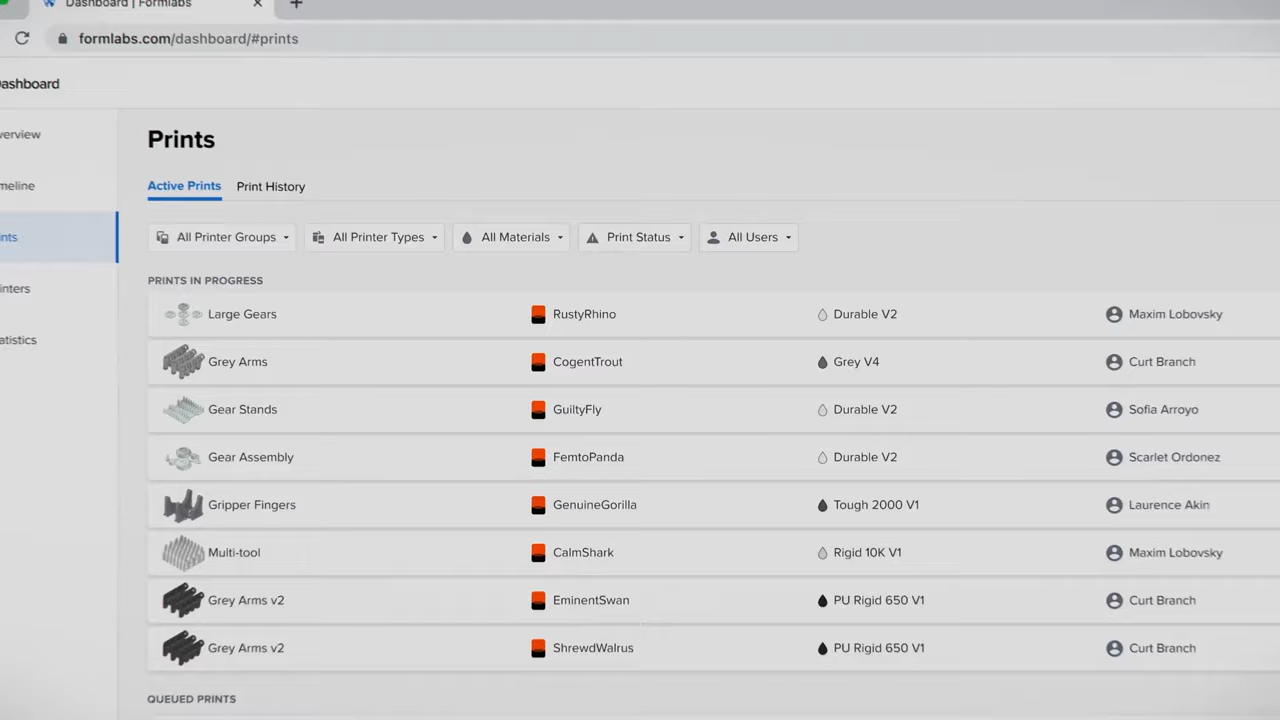 Dashboard | Formlabs
formlabs.com/dashboard/#prints
Dashboard
verview
meline
ints
inters
atistics
Prints
Active Prints Print History
All Printer Groups All Printer Types All Materials Print Status All Users
PRINTS IN PROGRESS
Large Gears RustyRhino Durable V2 Maxim Lobovsky
Grey Arms CogentTrout Grey V4 Curt Branch
Gear Stands GuiltyFly Durable V2 Sofia Arroyo
Gear Assembly FemtoPanda Durable V2 Scarlet Ordonez
Gripper Fingers GenuineGorilla Tough 2000 V1 Laurence Akin
Multi-tool CalmShark Rigid 10K V1 Maxim Lobovsky
Grey Arms v2 EminentSwan PU Rigid 650 V1 Curt Branch
Grey Arms v2 ShrewdWalrus PU Rigid 650 V1 Curt Branch
QUEUED PRINTS